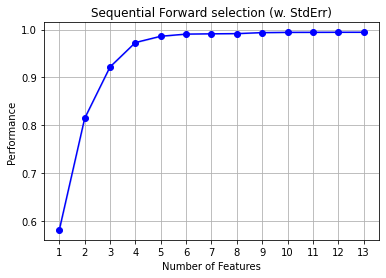 Sequential Forward selection (w. StdErr)
1.0
0.9
0.8
0.7
0.6
Performance
1 2 3 4 5 6 7 8 9 10 11 12 13
Number of Features